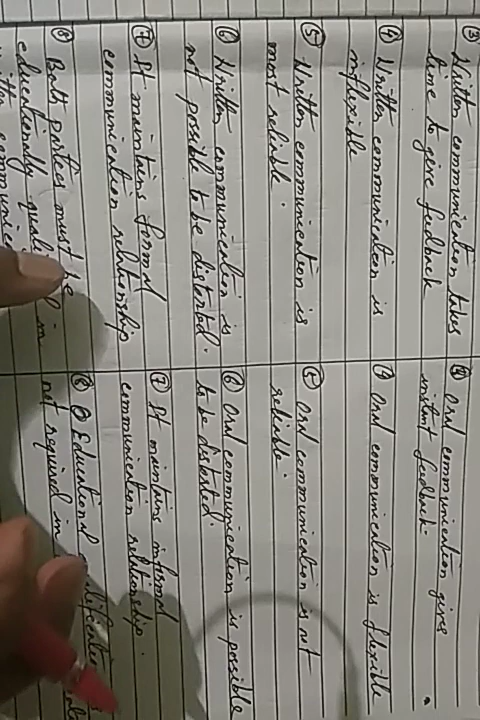 ③ Written communication takes
time to give feedback
④ Written communication is
inflexible
⑤ Written communication is
most reliable.
⑥ Written communication is
not possible to be distorted.
⑦ It maintains formal
communication relationship
⑧ Both parties must be
educationally in
③ Oral communication gives
instant feedback.
④ Oral communication is flexible
⑤ Oral communication is not
reliable.
⑥ Oral communication is possible
to be distorted
⑦ It maintains informal
communication relationship.
⑧ Educational
not required in